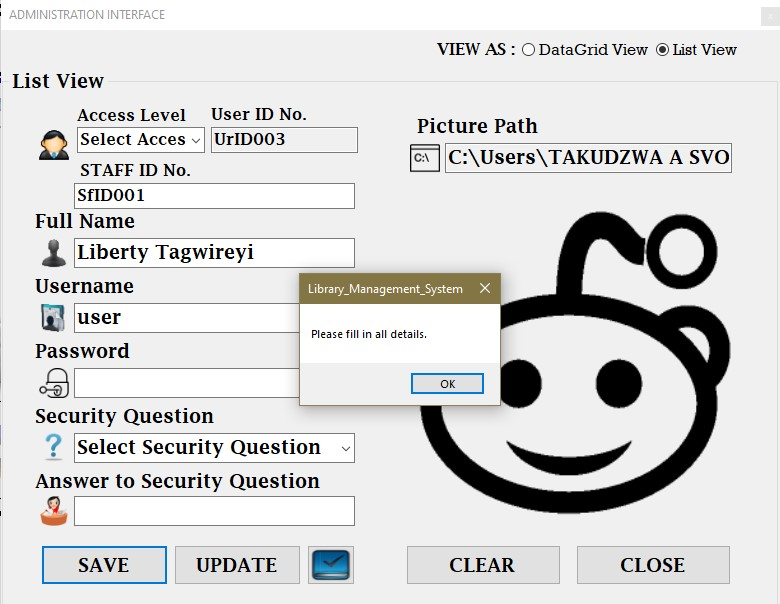 ADMINISTRATION INTERFACE
VIEW AS : DataGrid View List View
List View
Access Level User ID No.
Select Acces UrID003
STAFF ID No.
SfID001
Full Name
Liberty Tagwireyi
Username
user
Password
Security Question
Select Security Question
Answer to Security Question
SAVE UPDATE
Picture Path
C:\
C:\Users\TAKUDZWA A SVO
Library_Management_System
Please fill in all details.
OK
CLEAR CLOSE